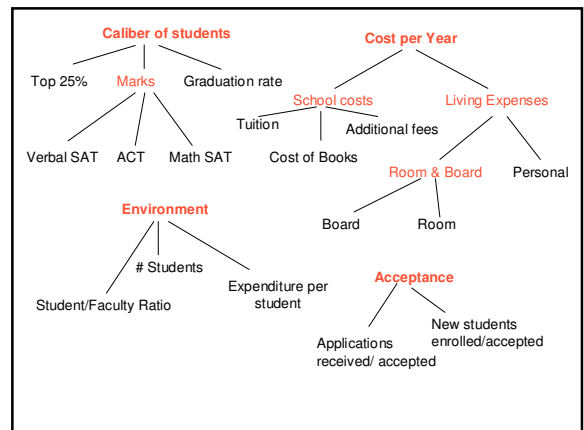 Caliber of students
Top 25%
Marks
Graduation rate
Verbal SAT
ACT
Math SAT
Cost per Year
School costs
Living Expenses
Tuition
Additional fees
Cost of Books
Room & Board
Personal
Board
Room
Environment
# Students
Student/Faculty Ratio
Expenditure per
student
Acceptance
Applications
received/ accepted
New students
enrolled/accepted